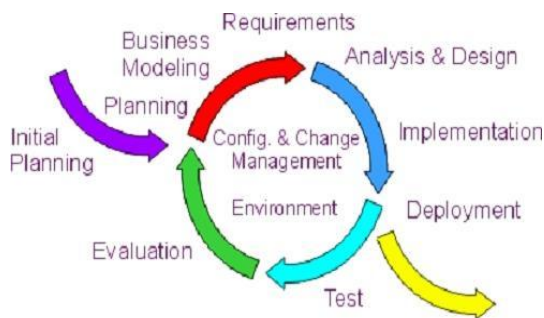 Requirements
Business
Modeling
Analysis & Design
Planning
Initial
Planning
Config. & Change
Management
Implementation
Environment
Deployment
Evaluation
Test